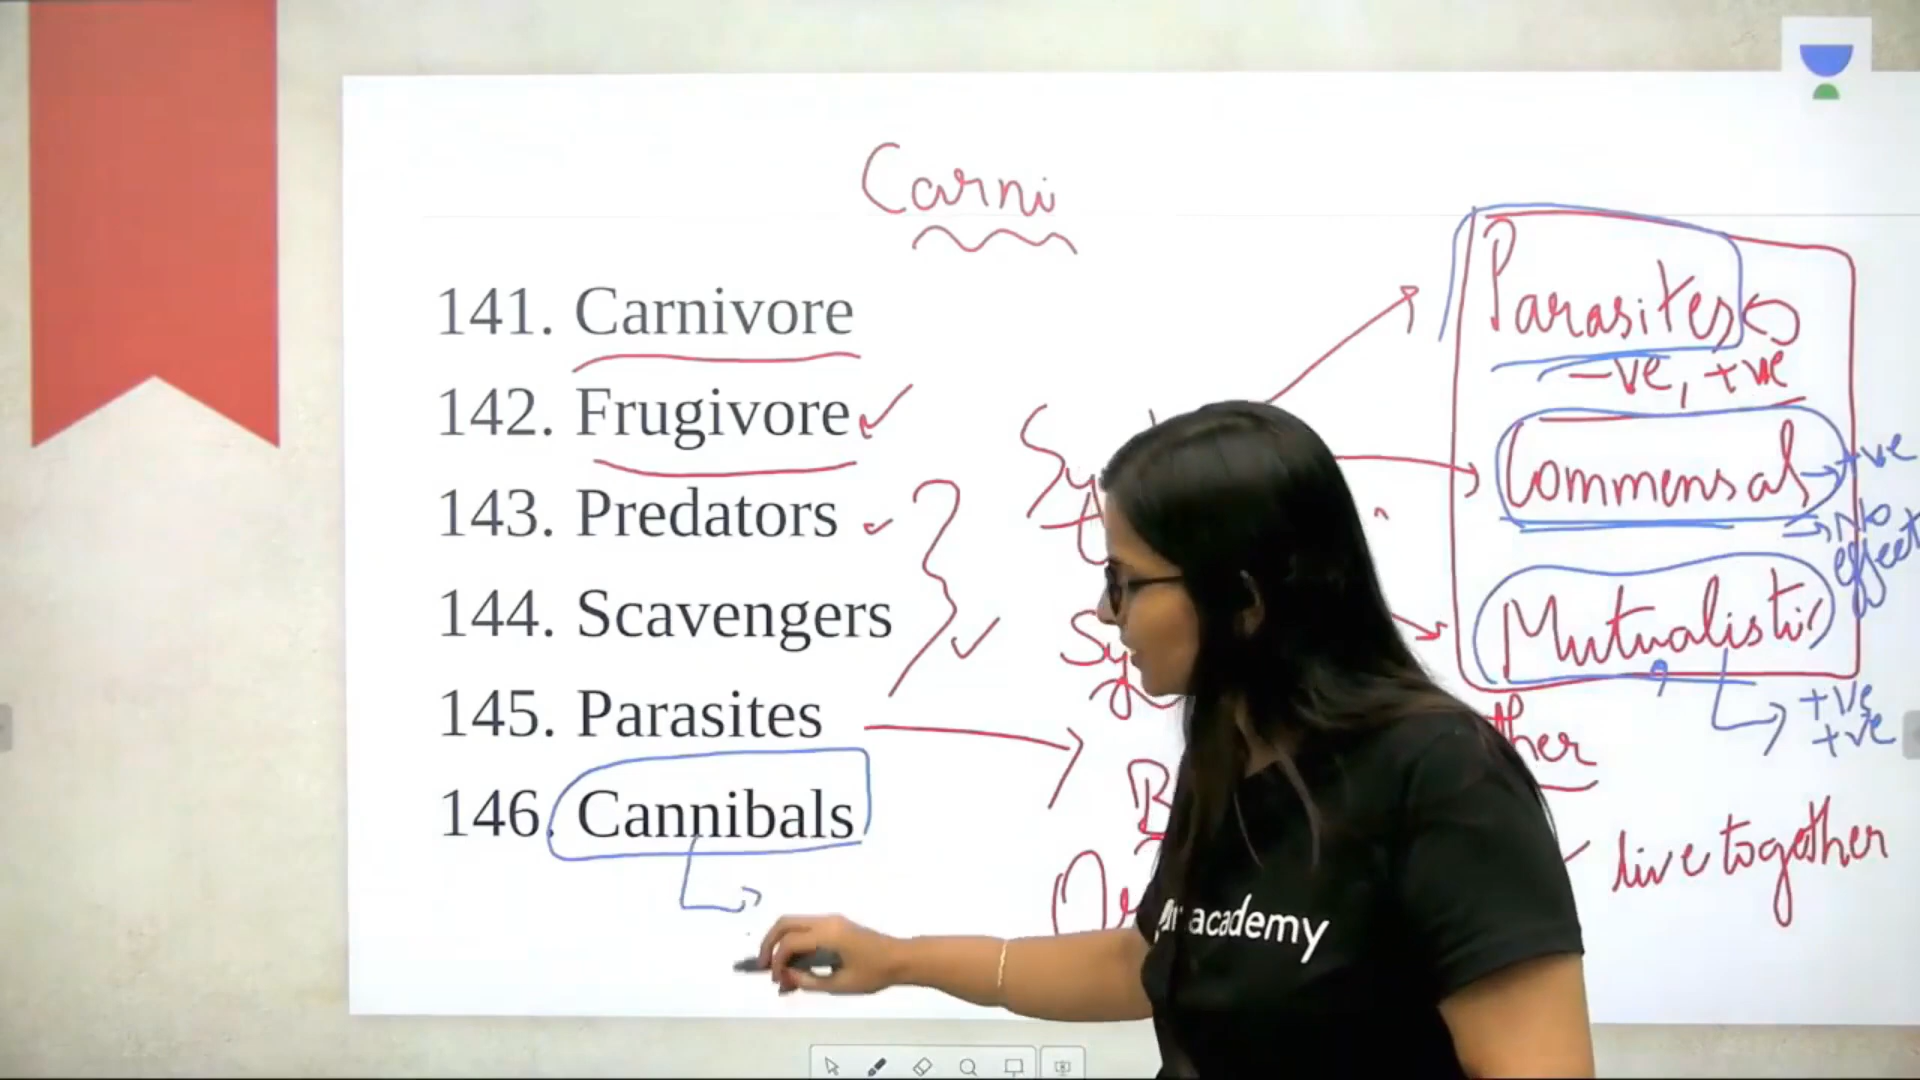 Carni
141. Carnivore
142. Frugivore
143. Predators
144. Scavengers
145. Parasites
146. Cannibals
Parasites
-ve, +ve
Commensal
+ve
No
effect
Mutualistic
+ve
+ve
live together
academy